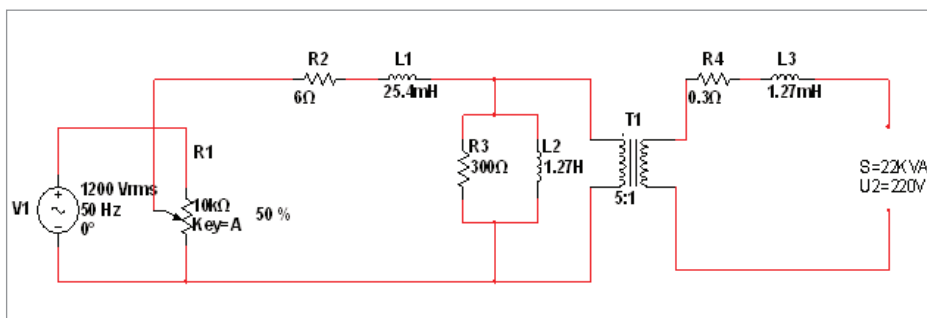 R2
6Ω
L1
25.4mH
R4
0.3Ω
L3
1.27mH
T1
5:1
R3
300Ω
L2
1.27H
R1
10kΩ
Key=A
50 %
V1
1200 Vrms
50 Hz
0°
S=22KVA
U2=220V